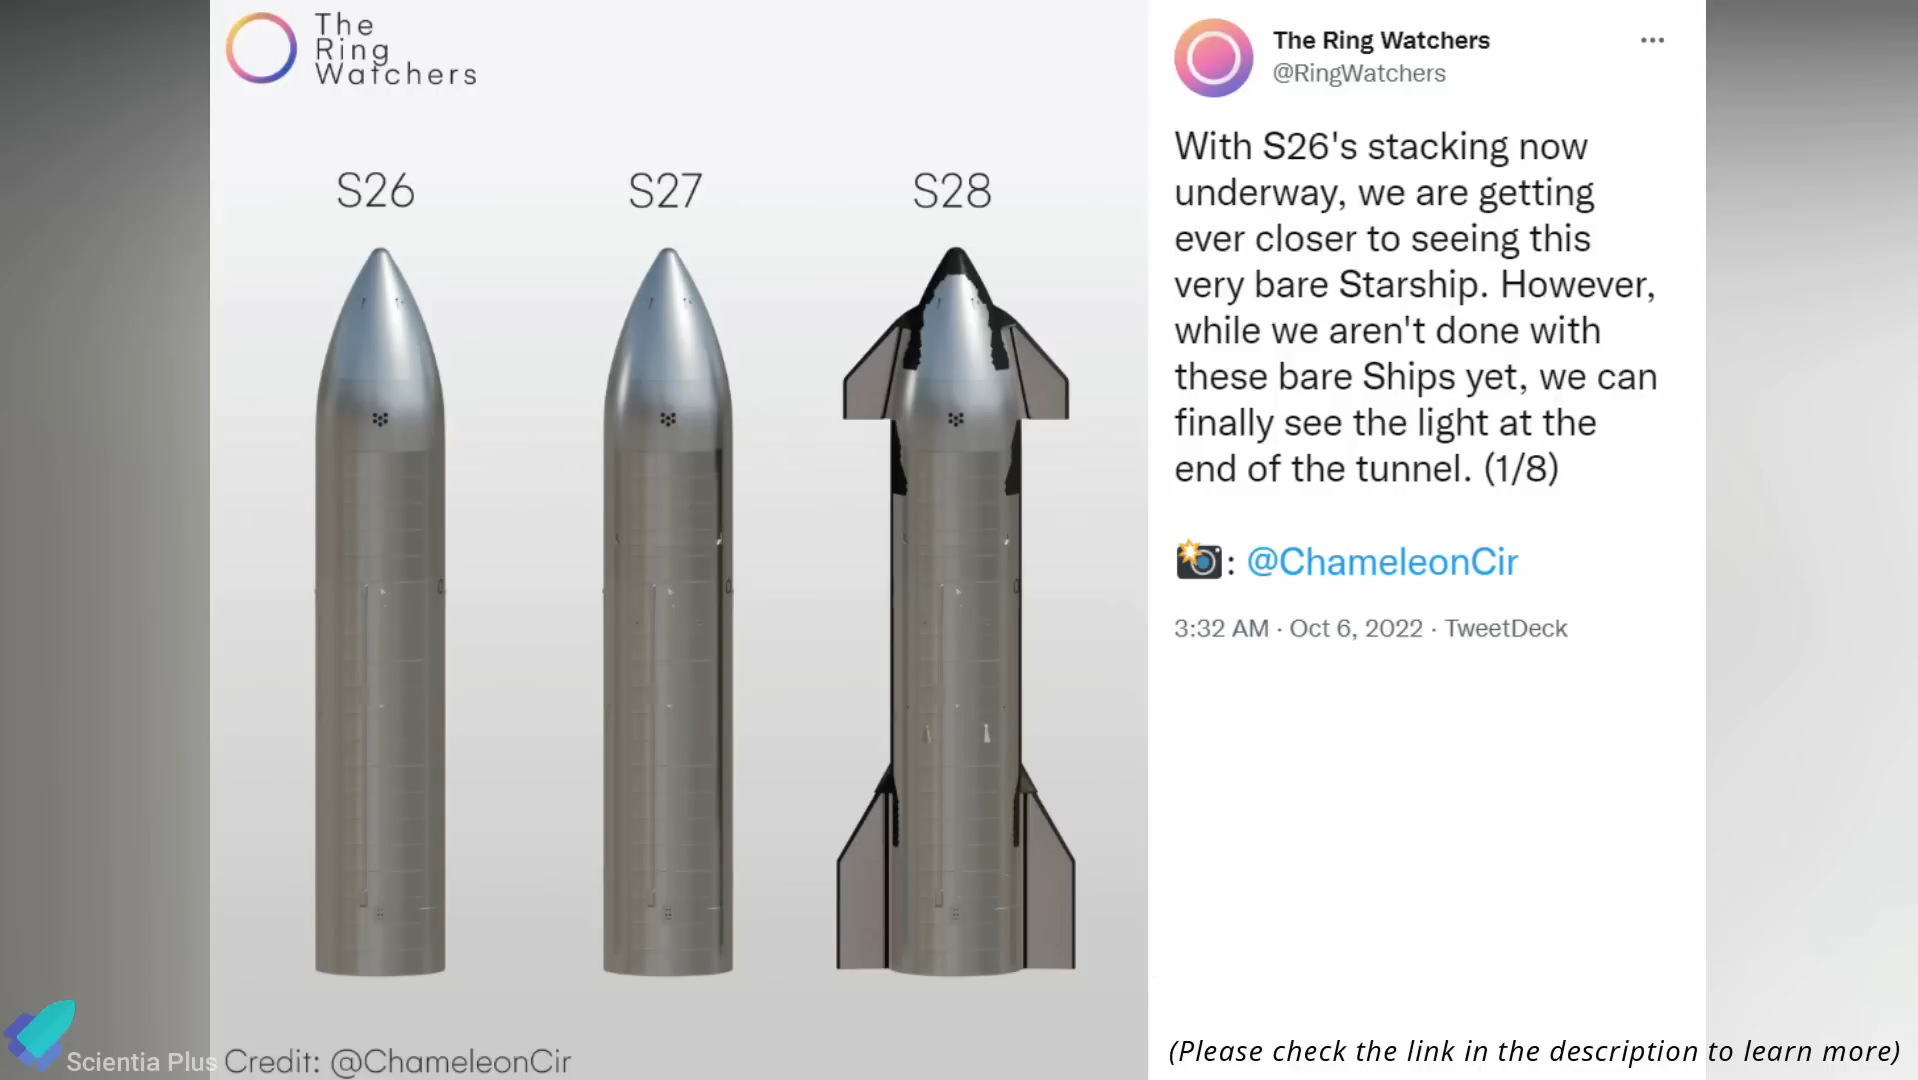 The
Ring
Watchers
S26
S27
S28
Credit: @ChameleonCir
Scientia Plus
The Ring Watchers
@RingWatchers
With S26's stacking now
underway, we are getting
ever closer to seeing this
very bare Starship. However,
while we aren't done with
these bare Ships yet, we can
finally see the light at the
end of the tunnel. (1/8)
: @ChameleonCir
3:32 AM · Oct 6, 2022 · TweetDeck
(Please check the link in the description to learn more)